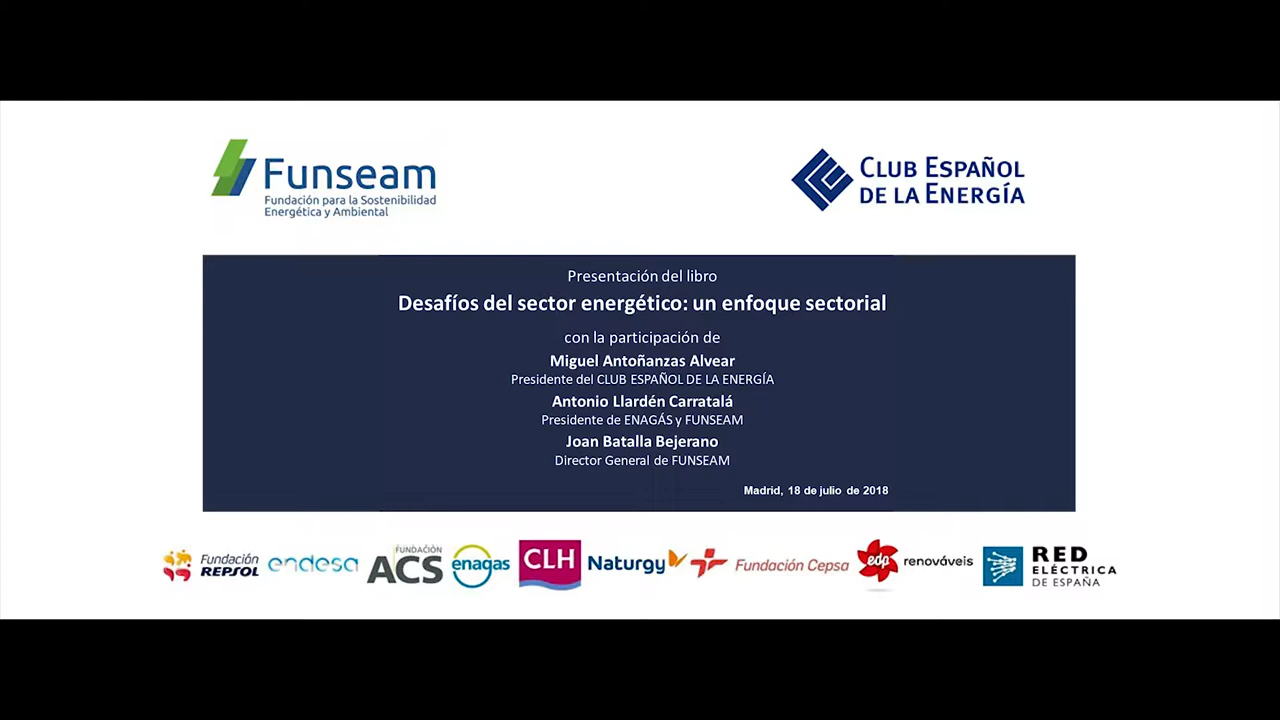 Funseam
Fundación para la Sostenibilidad
Energética y Ambiental
CLUB ESPAÑOL
DE LA ENERGÍA
Presentación del libro
Desafíos del sector energético: un enfoque sectorial
con la participación de
Miguel Antoñanzas Alvear
Presidente del CLUB ESPAÑOL DE LA ENERGÍA
Antonio Llardén Carratalá
Presidente de ENAGÁS y FUNSEAM
Joan Batalla Bejerano
Director General de FUNSEAM
Madrid, 18 de julio de 2018
Fundación
REPSOL
endesa
FUNDACIÓN
ACS
enagas
CLH
Naturgy
Fundación Cepsa
edp
renováveis
RED
ELÉCTRICA
DE ESPAÑA